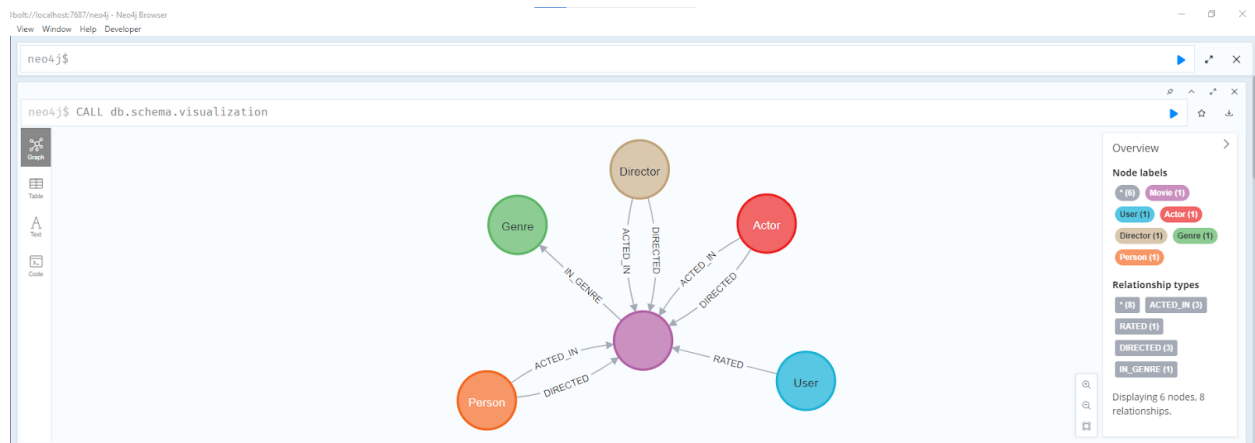 bolt://localhost:7687/neo4j - Neo4j Browser
View Window Help Developer
neo4j$
neo4j$ CALL db.schema.visualization
Graph
Table
Text
Code
Director
Genre
Actor
ACTED_IN
DIRECTED
ACTED_IN
DIRECTED
IN_GENRE
ACTED_IN
DIRECTED
RATED
Person
User
Overview
Node labels
* (6) Movie (1)
User (1) Actor (1)
Director (1) Genre (1)
Person (1)
Relationship types
* (8) ACTED_IN (3)
RATED (1)
DIRECTED (3)
IN_GENRE (1)
Displaying 6 nodes, 8
relationships.